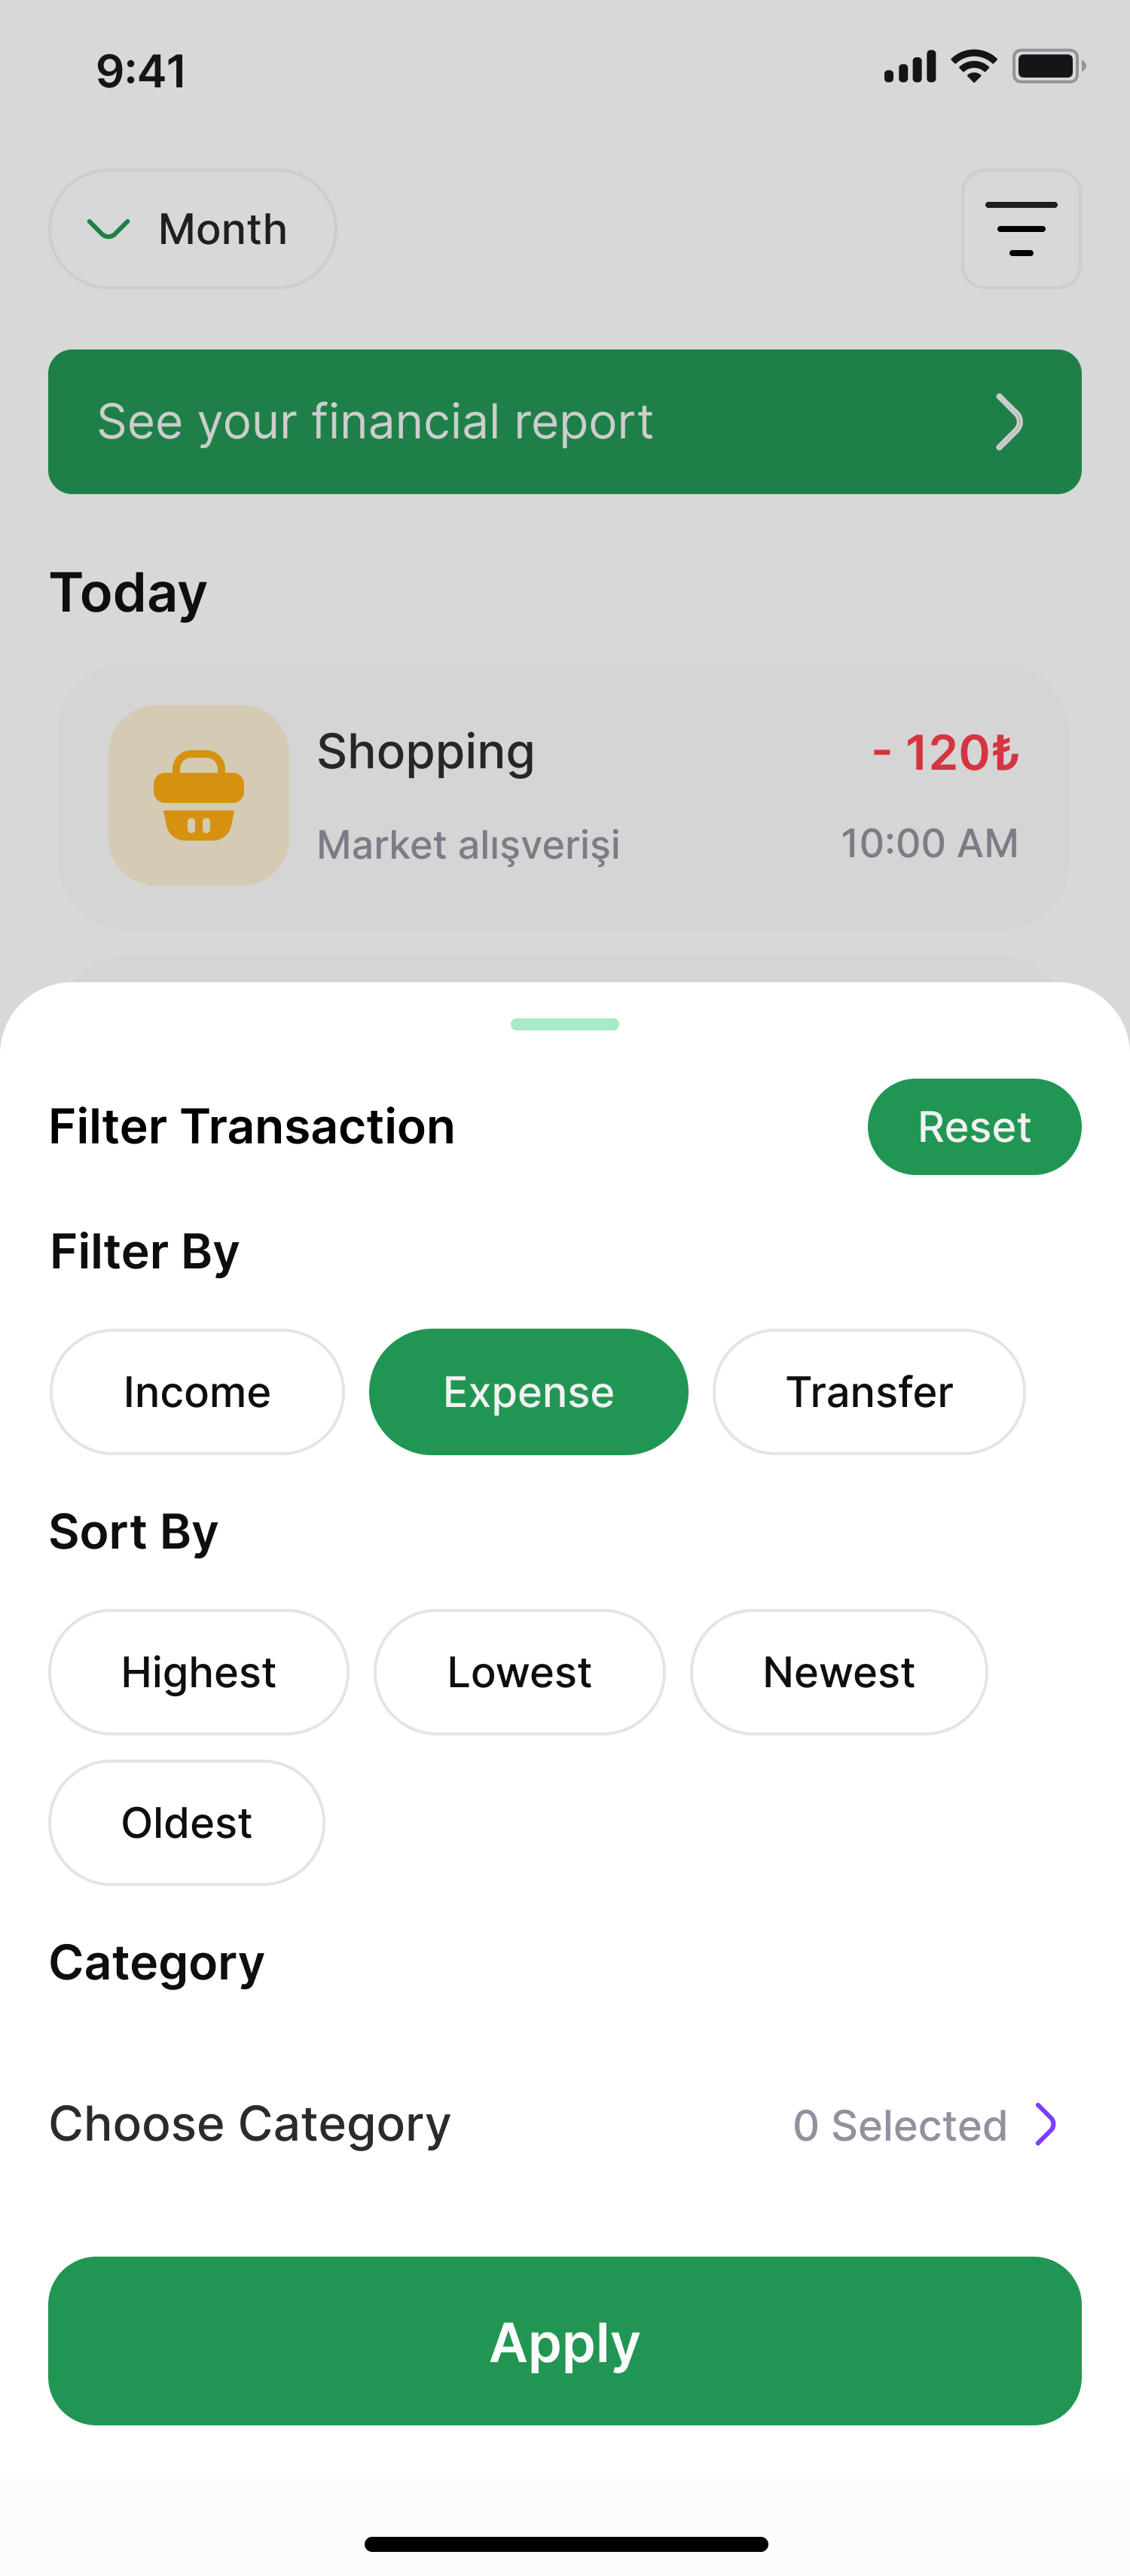 9:41
Month
See your financial report
Today
Shopping
- 120₺
Market alışverişi
10:00 AM
Filter Transaction
Reset
Filter By
Income
Expense
Transfer
Sort By
Highest
Lowest
Newest
Oldest
Category
Choose Category
0 Selected
Apply